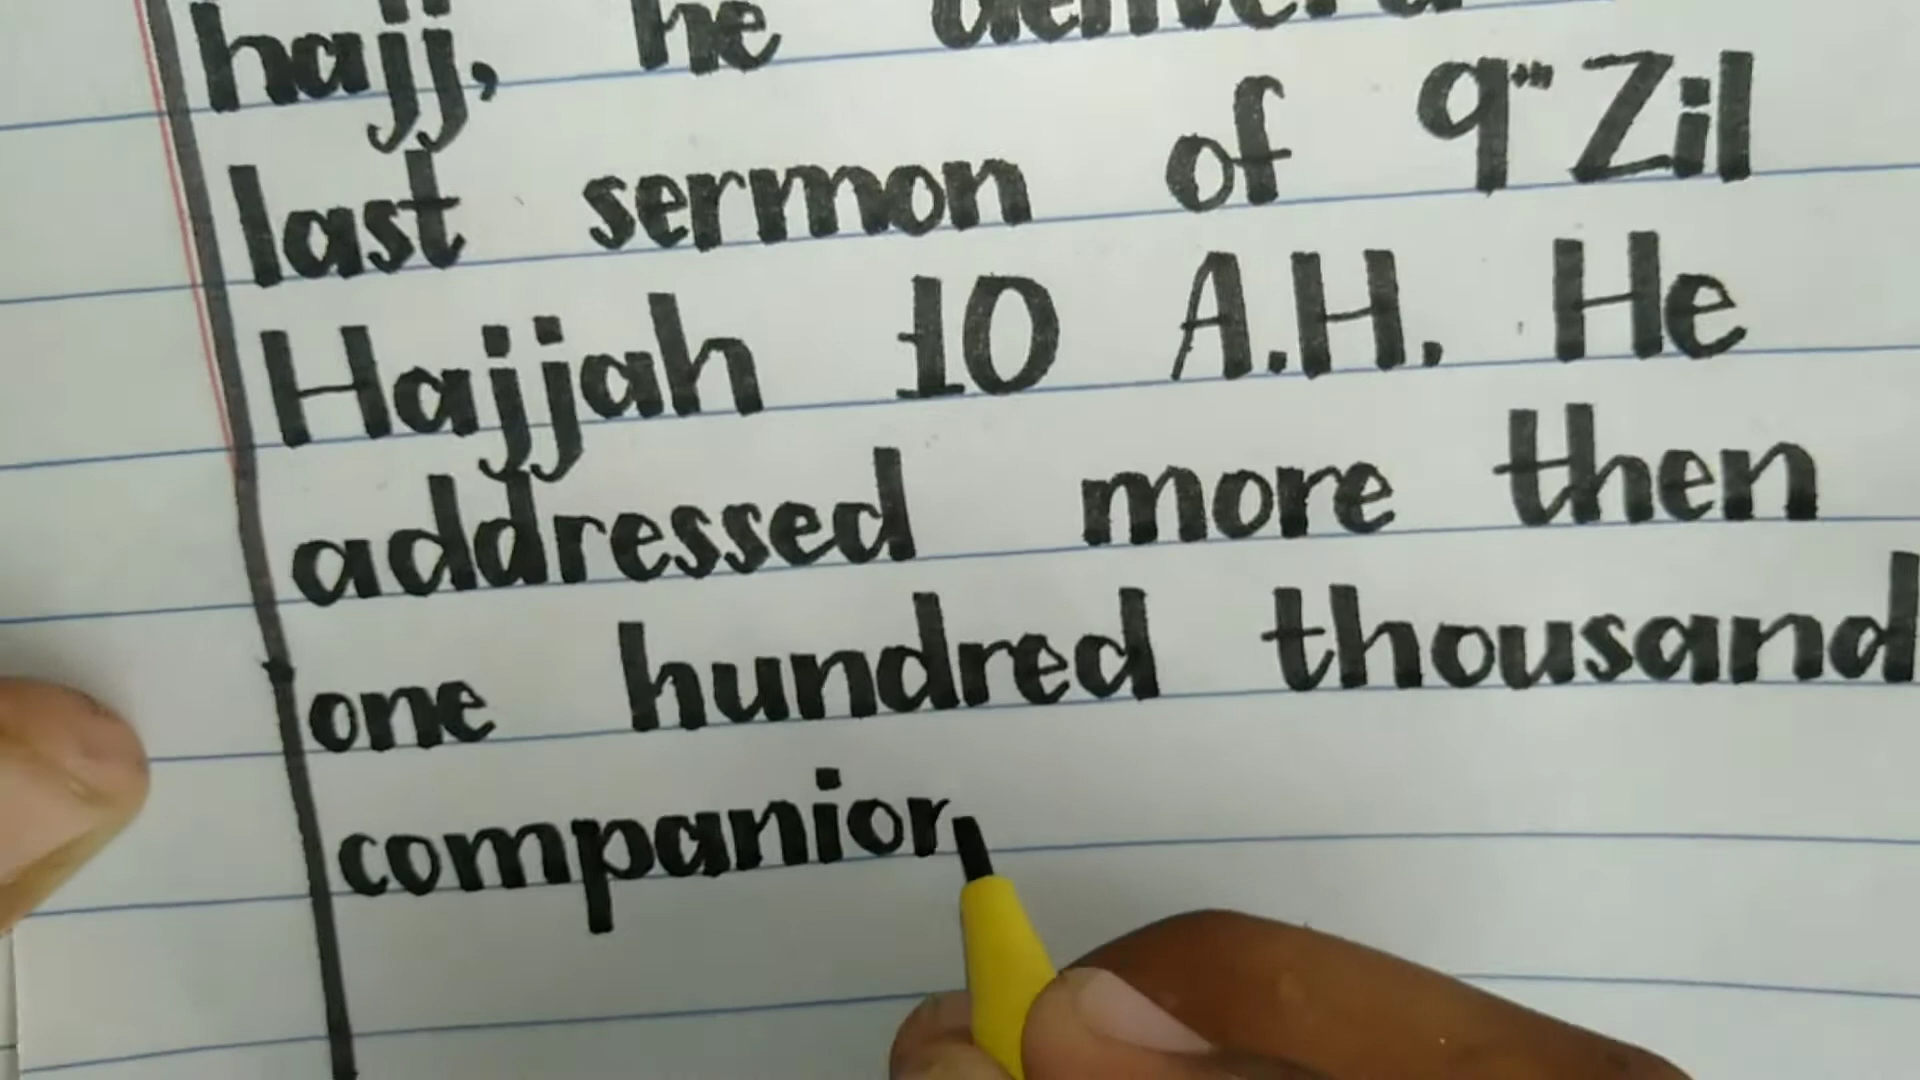 hajj, he
last sermon of 9th Zil
Hajjah 10 A.H. He
addressed more then
one hundred thousand
companion